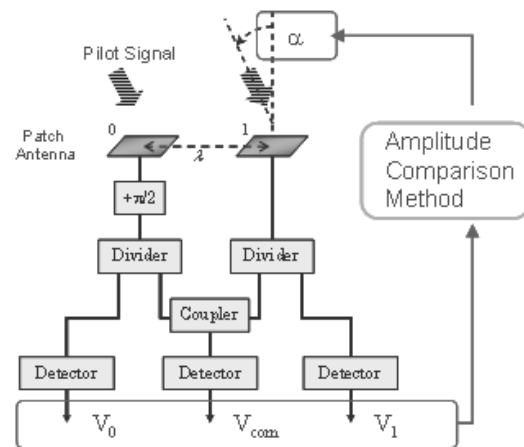 α
Pilot Signal
0
1
Patch
Antenna
λ
+π/2
Amplitude
Comparison
Method
Divider
Divider
Coupler
Detector
Detector
Detector
V0
Vcom
V1